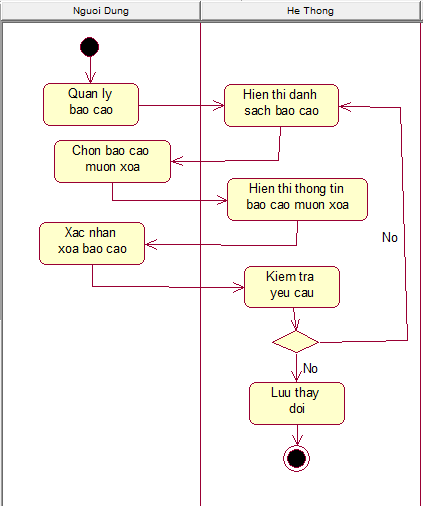 Nguoi Dung
He Thong
Quan ly
bao cao
Hien thi danh
sach bao cao
Chon bao cao
muon xoa
Hien thi thong tin
bao cao muon xoa
Xac nhan
xoa bao cao
No
Kiem tra
yeu cau
No
Luu thay
doi